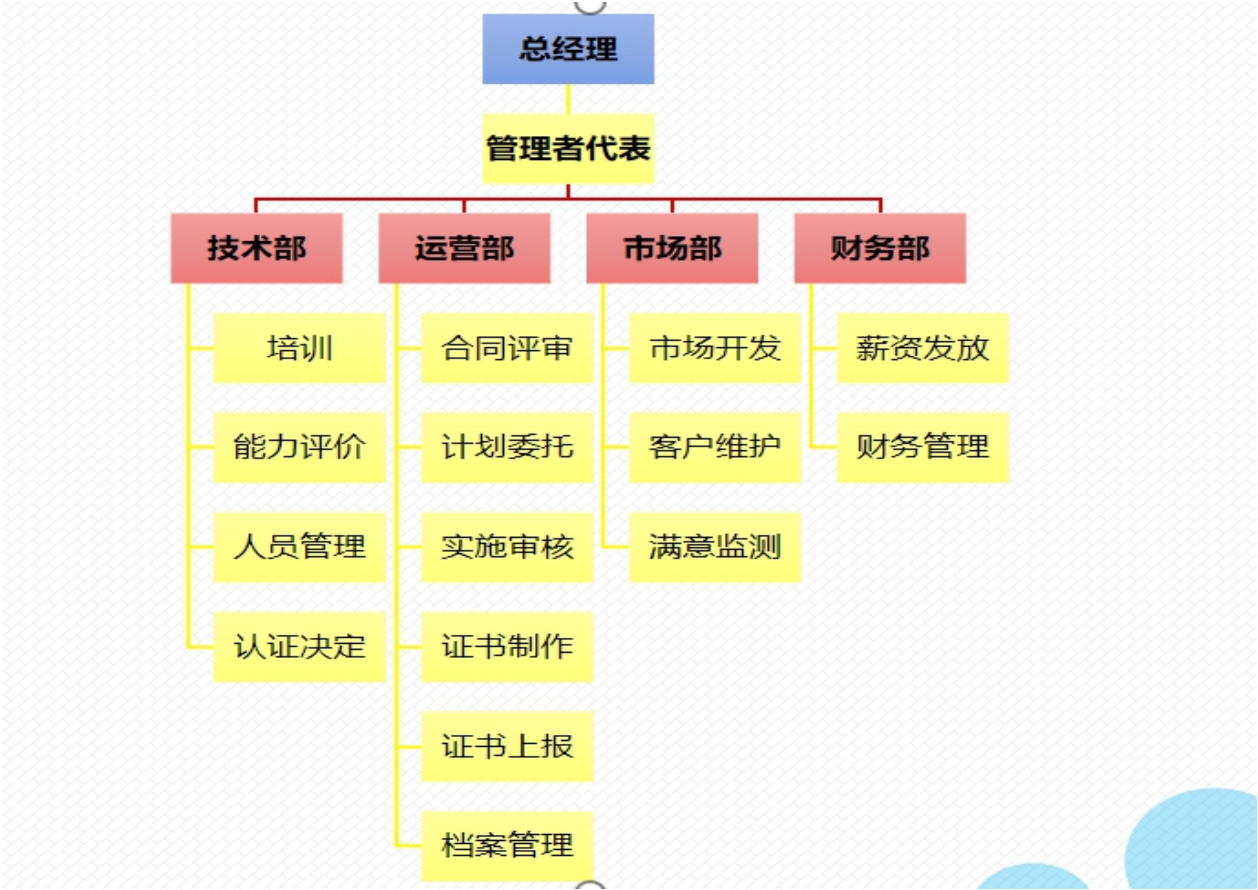 总经理
管理者代表
技术部
运营部
市场部
财务部
培训
合同评审
市场开发
薪资发放
能力评价
计划委托
客户维护
财务管理
人员管理
实施审核
满意监测
认证决定
证书制作
证书上报
档案管理